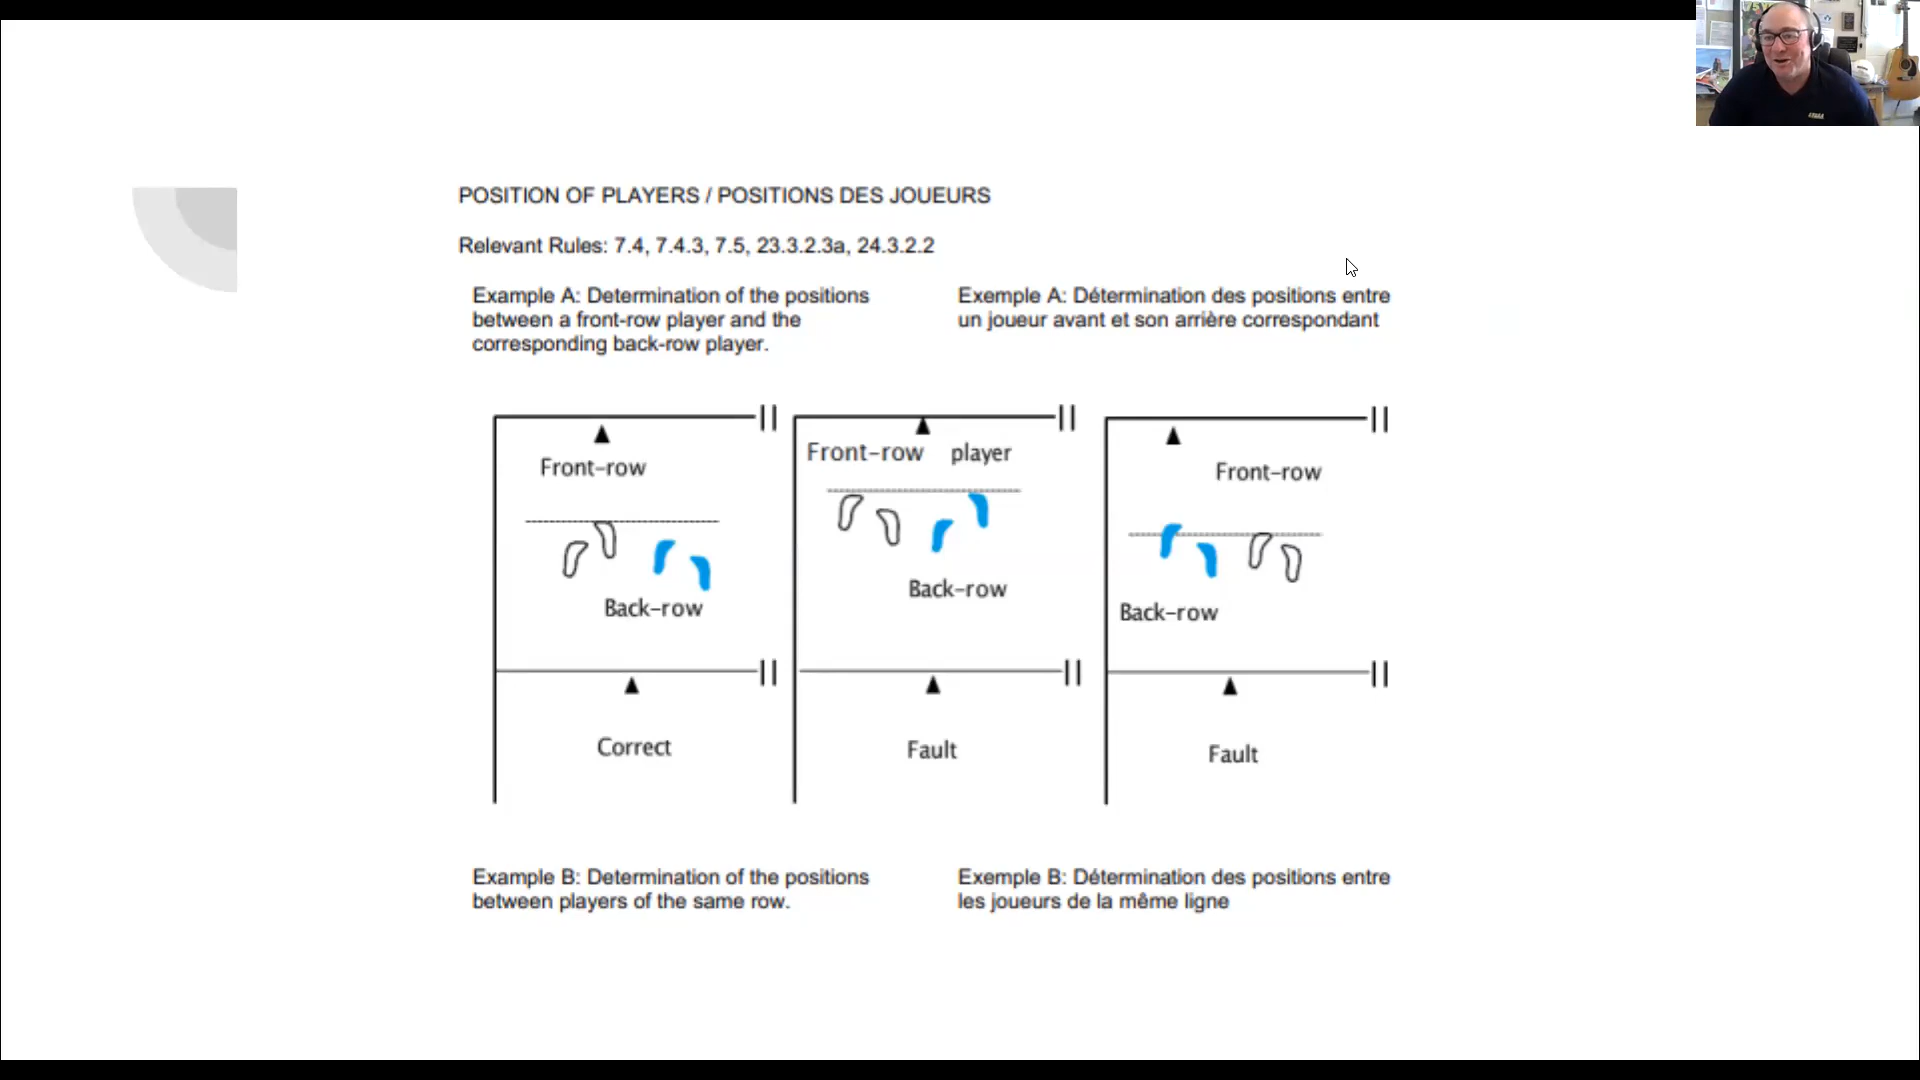 POSITION OF PLAYERS / POSITIONS DES JOUEURS
Relevant Rules: 7.4, 7.4.3, 7.5, 23.3.2.3a, 24.3.2.2
Example A: Determination of the positions
between a front-row player and the
corresponding back-row player.
Exemple A: Détermination des positions entre
un joueur avant et son arrière correspondant
Front-row
Back-row
Correct
Front-row player
Back-row
Fault
Front-row
Back-row
Fault
Example B: Determination of the positions
between players of the same row.
Exemple B: Détermination des positions entre
les joueurs de la même ligne